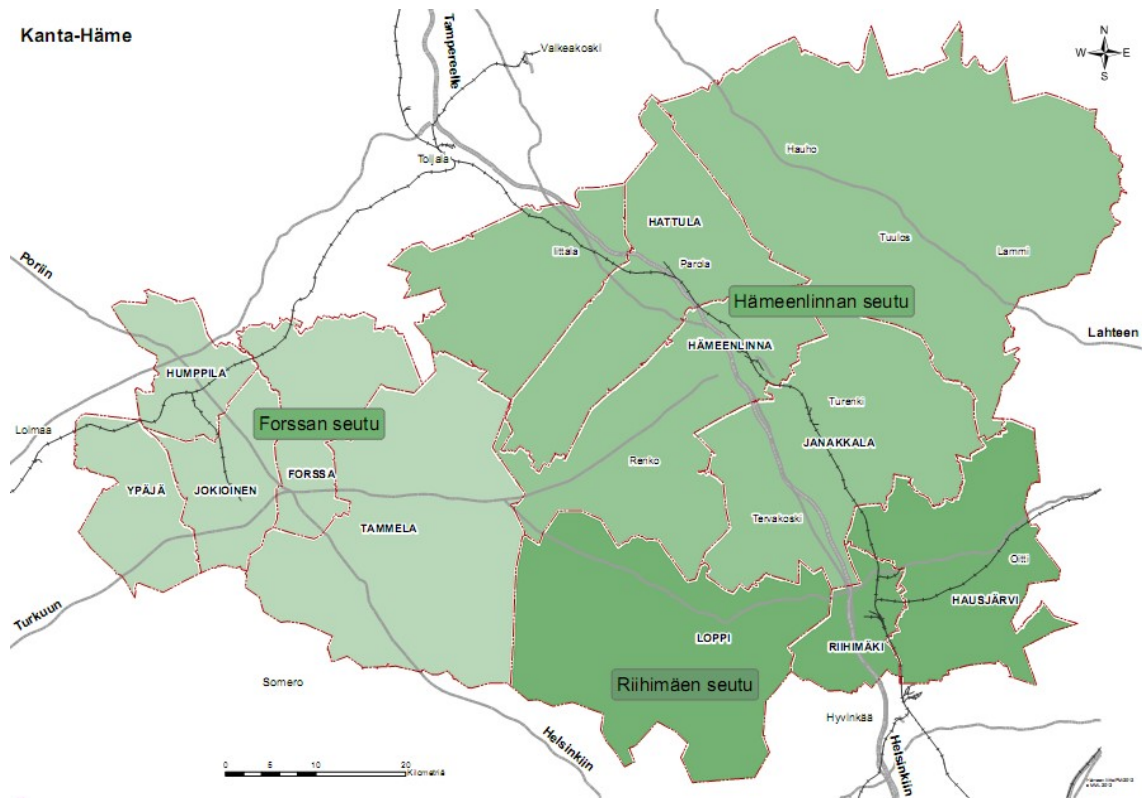 Kanta-Häme
N
W
E
S
Tampereelle
Valkeakoski
Toijala
Hauho
HATTULA
Iittala
Tuulos
Lammi
Parola
Poriin
Hämeenlinnan seutu
Lahteen
HÄMEENLINNA
HUMPPILA
Turenki
Forssan seutu
Loimaa
JANAKKALA
Renko
YPÄJÄ
JOKIOINEN
FORSSA
TAMMELA
Tervakoski
Oitti
HAUSJÄRVI
Turkuun
LOPPI
RIIHIMÄKI
Somero
Riihimäen seutu
Hyvinkää
Helsinkiin
Helsinkiin
0
5
10
20
Kilometriä